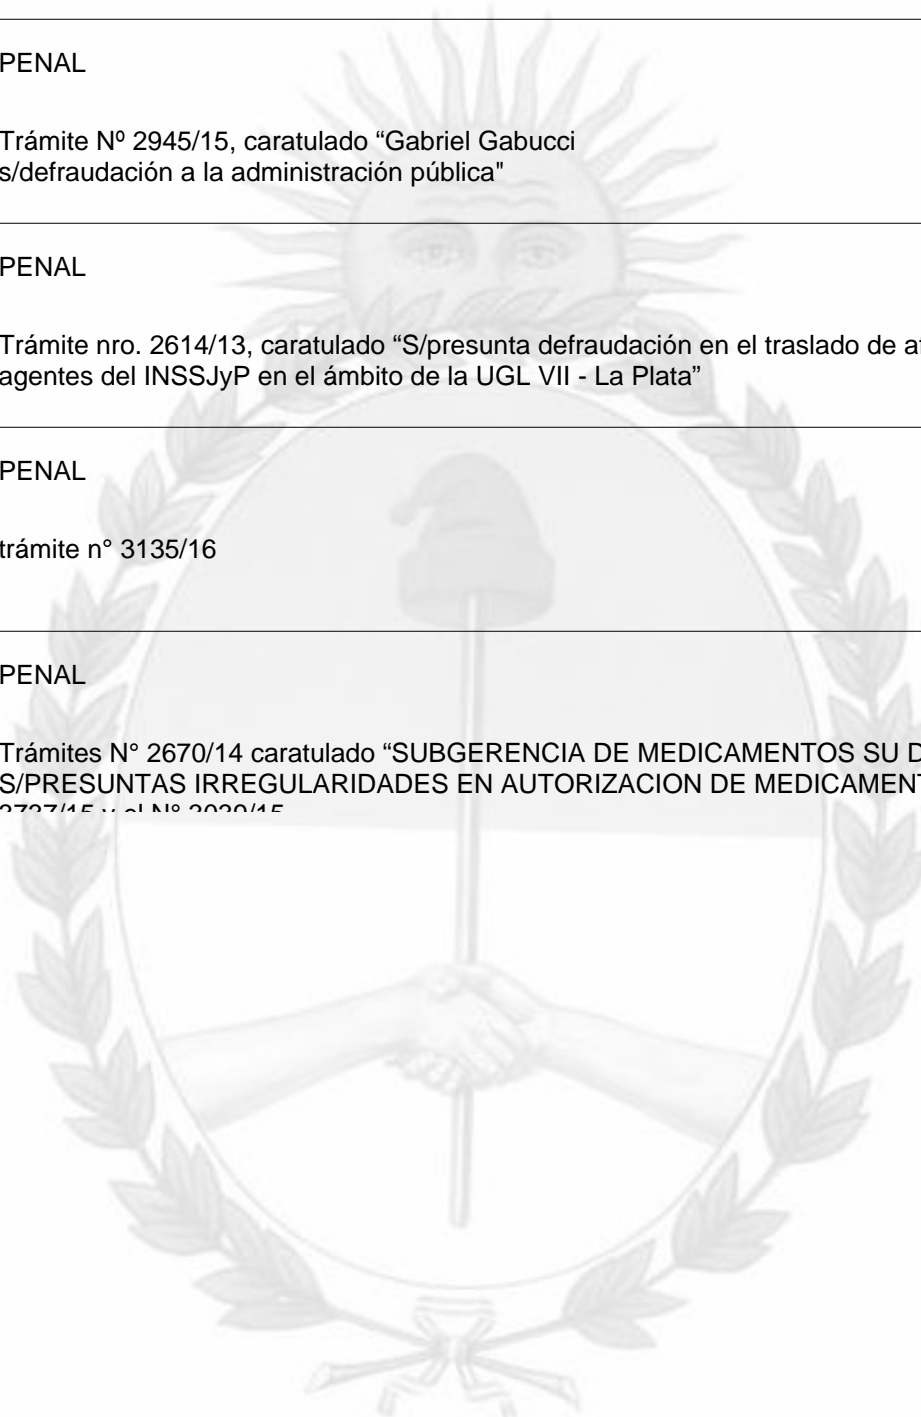 PENAL
Trámite Nº 2945/15, caratulado “Gabriel Gabucci
s/defraudación a la administración pública"
PENAL
Trámite nro. 2614/13, caratulado “S/presunta defraudación en el traslado de
agentes del INSSJyP en el ámbito de la UGL VII - La Plata”
PENAL
trámite n° 3135/16
PENAL
Trámites N° 2670/14 caratulado “SUBGERENCIA DE MEDICAMENTOS SU
S/PRESUNTAS IRREGULARIDADES EN AUTORIZACION DE